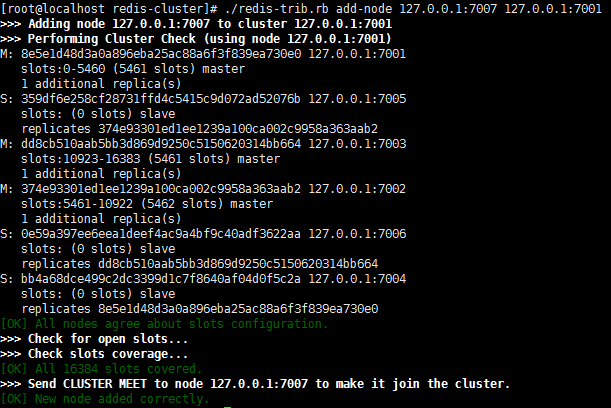 [root@localhost redis-cluster]# ./redis-trib.rb add-node 127.0.0.1:7007 127.0.0.1:7001
>>> Adding node 127.0.0.1:7007 to cluster 127.0.0.1:7001
>>> Performing Cluster Check (using node 127.0.0.1:7001)
M: 8e5e1d48d3a0a896eba25ac88a6f3f839ea730e0 127.0.0.1:7001
   slots:0-5460 (5461 slots) master
   1 additional replica(s)
S: 359df6e258cf28731ffd4c5415c9d072ad52076b 127.0.0.1:7005
   slots: (0 slots) slave
   replicates 374e93301ed1ee1239a100ca002c9958a363aab2
M: dd8cb510aab5bb3d869d9250c5150620314bb664 127.0.0.1:7003
   slots:10923-16383 (5461 slots) master
   1 additional replica(s)
M: 374e93301ed1ee1239a100ca002c9958a363aab2 127.0.0.1:7002
   slots:5461-10922 (5462 slots) master
   1 additional replica(s)
S: 0e59a397ee6eea1deef4ac9a4bf9c40adf3622aa 127.0.0.1:7006
   slots: (0 slots) slave
   replicates dd8cb510aab5bb3d869d9250c5150620314bb664
S: bb4a68dce499c2dc3399d1c7f8640af04d0f5c2a 127.0.0.1:7004
   slots: (0 slots) slave
   replicates 8e5e1d48d3a0a896eba25ac88a6f3f839ea730e0
[OK] All nodes agree about slots configuration.
>>> Check for open slots...
>>> Check slots coverage...
[OK] All 16384 slots covered.
>>> Send CLUSTER MEET to node 127.0.0.1:7007 to make it join the cluster.
[OK] New node added correctly.